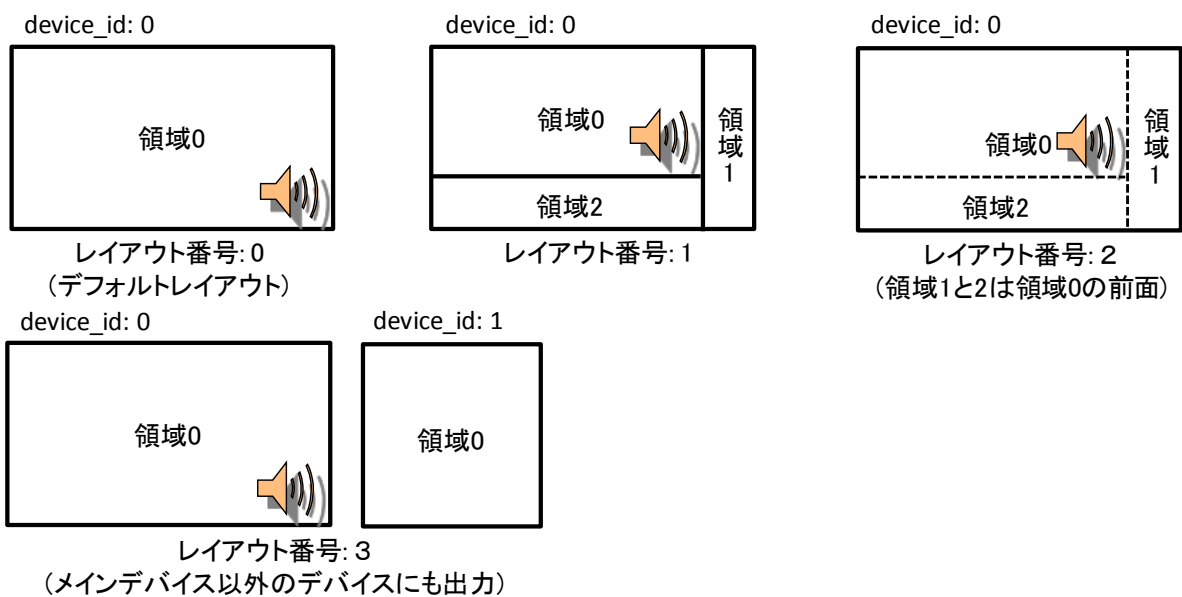 device_id: 0
領域0
レイアウト番号: 0
（デフォルトレイアウト）
device_id: 0
領域0
領域1
領域2
レイアウト番号: 1
device_id: 0
領域0
領域1
領域2
レイアウト番号: ２
（領域1と2は領域0の前面）
device_id: 0
領域0
device_id: 1
領域0
レイアウト番号: ３
（メインデバイス以外のデバイスにも出力）